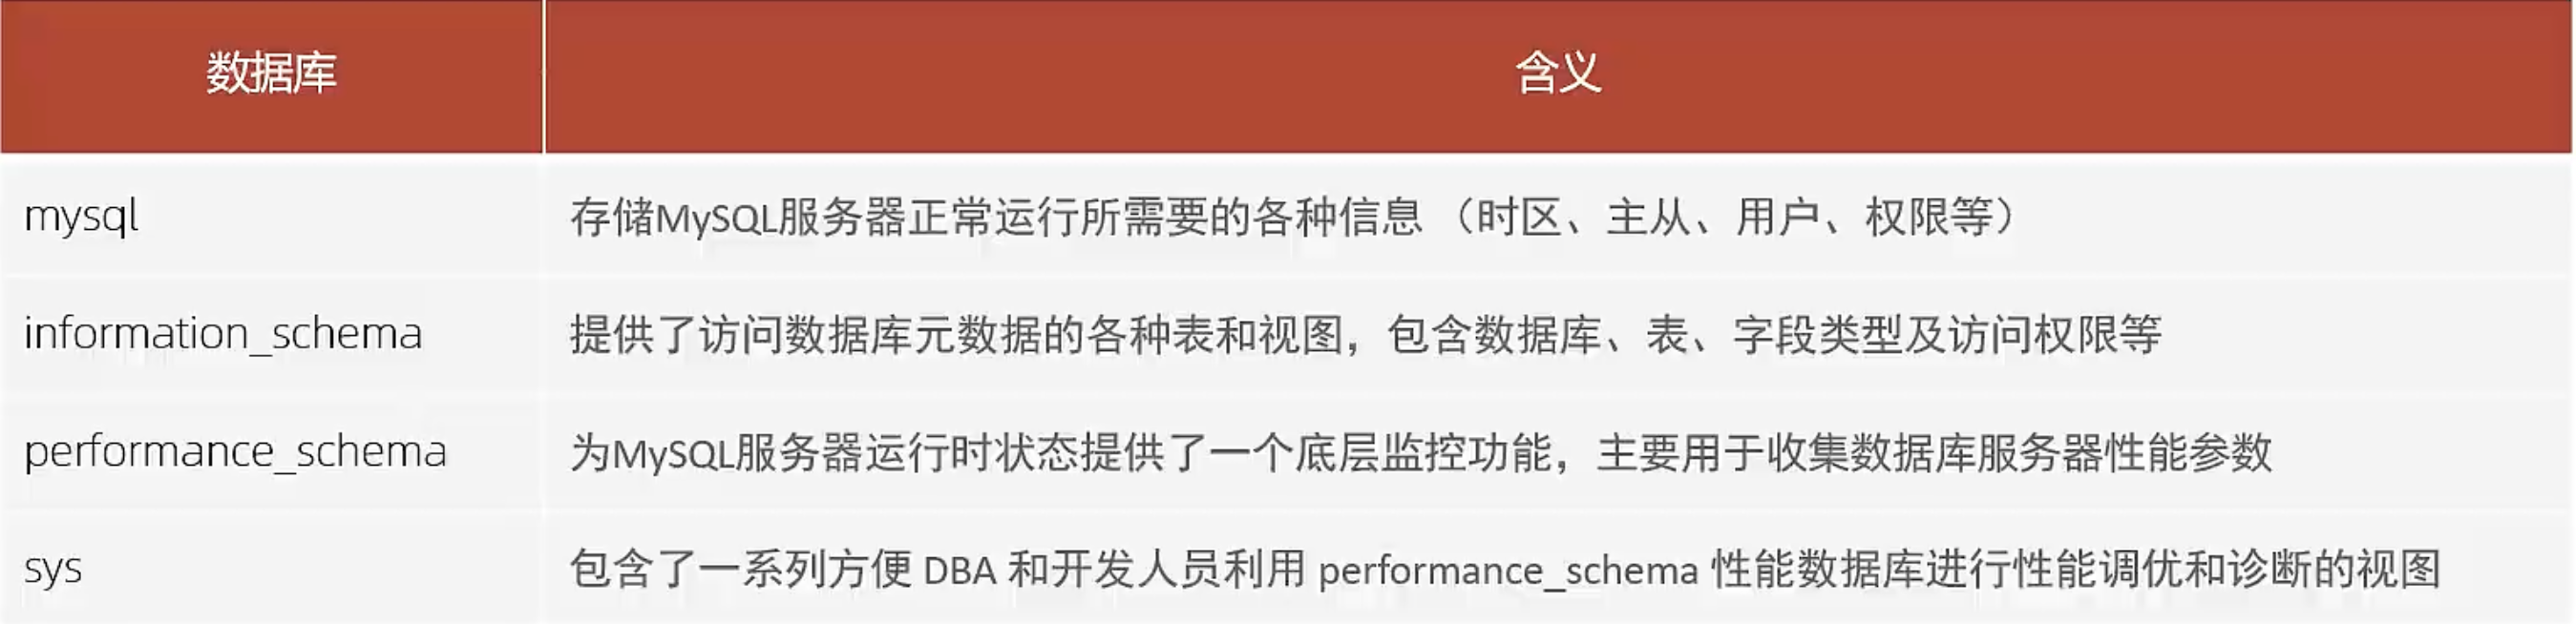 数据库 含义
mysql 存储MySQL服务器正常运行所需要的各种信息 （时区、主从、用户、权限等）
information_schema 提供了访问数据库元数据的各种表和视图，包含数据库、表、字段类型及访问权限等
performance_schema 为MySQL服务器运行时状态提供了一个底层监控功能，主要用于收集数据库服务器性能参数
sys 包含了一系列方便 DBA 和开发人员利用 performance_schema 性能数据库进行性能调优和诊断的视图